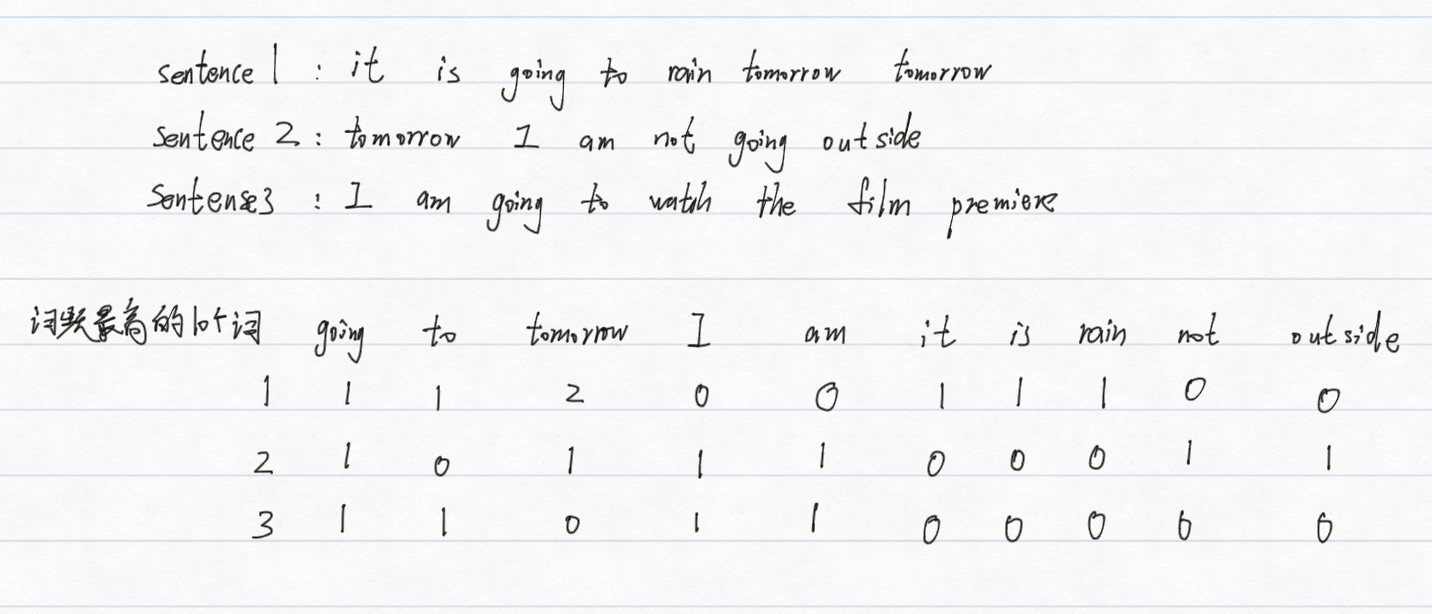 sentence 1 : it is going to rain tomorrow tomorrow
sentence 2 : tomorrow I am not going outside
sentense3 : I am going to watch the film premiere
词频最高的10个词 going to tomorrow I am it is rain not outside
1 1 1 2 0 0 1 1 1 0 0
2 1 0 1 1 1 0 0 0 1 1
3 1 1 0 1 1 0 0 0 0 0